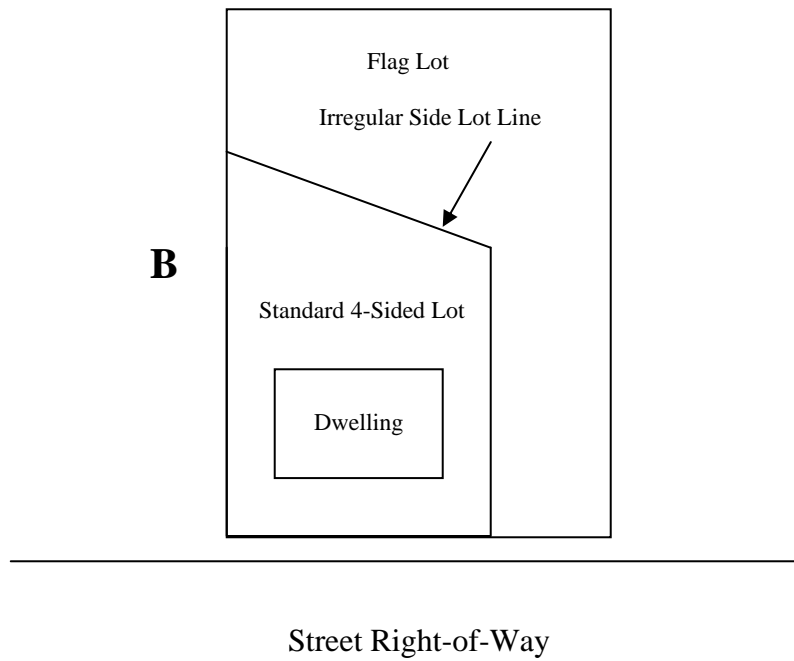 Flag Lot
Irregular Side Lot Line
B
Standard 4-Sided Lot
Dwelling
Street Right-of-Way